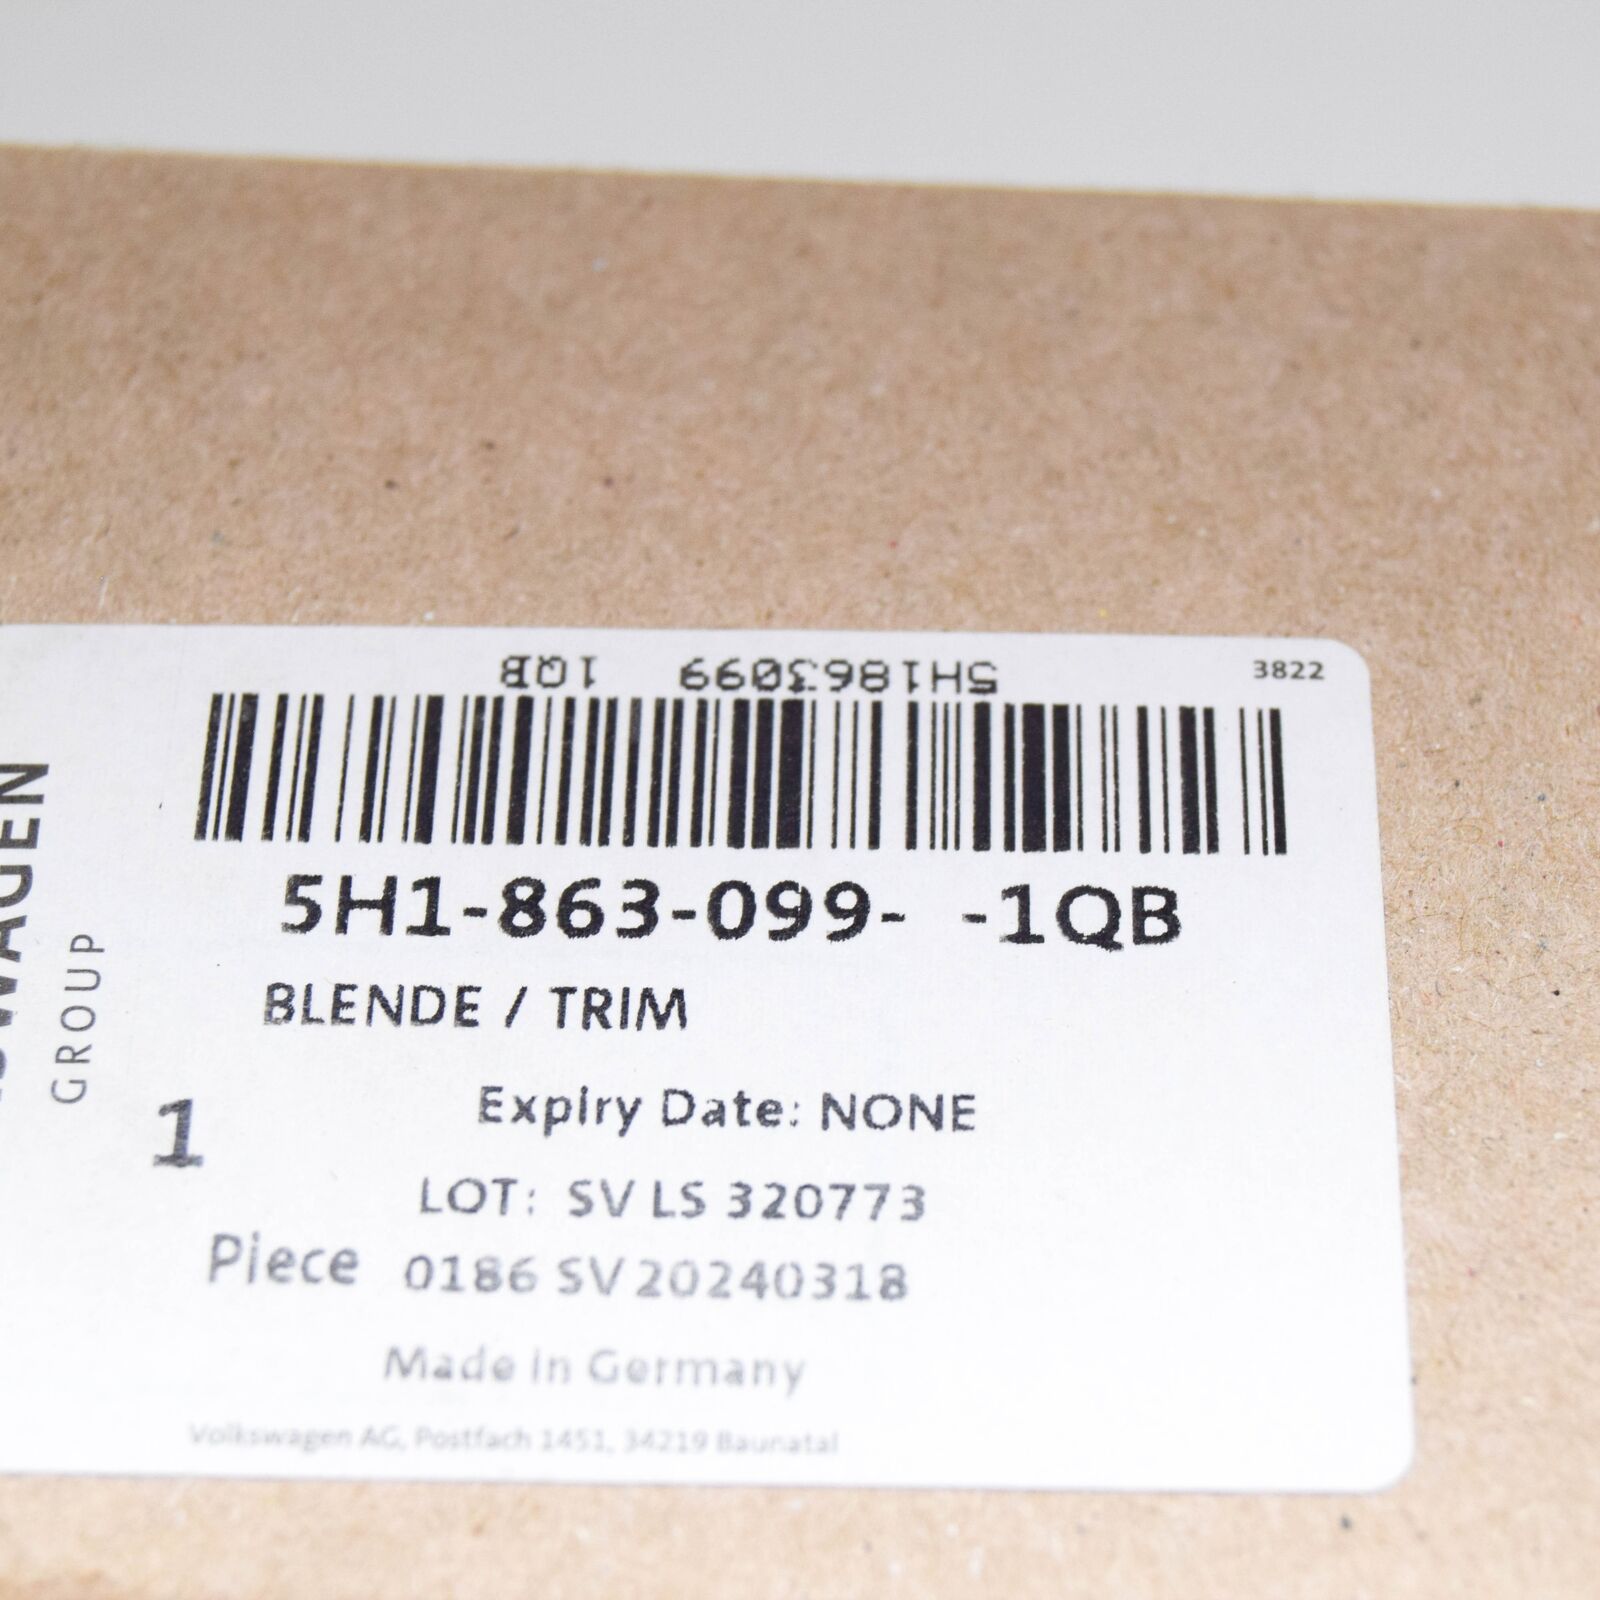 5H1863099 1QB
3822
5H1-863-099- -1QB
BLENDE / TRIM
Expiry Date: NONE
1
LOT: SV LS 320773
Piece 0186 SV 20240318
Made in Germany
Volkswagen AG, Postfach 1451, 34219 Baunatal
GROUP